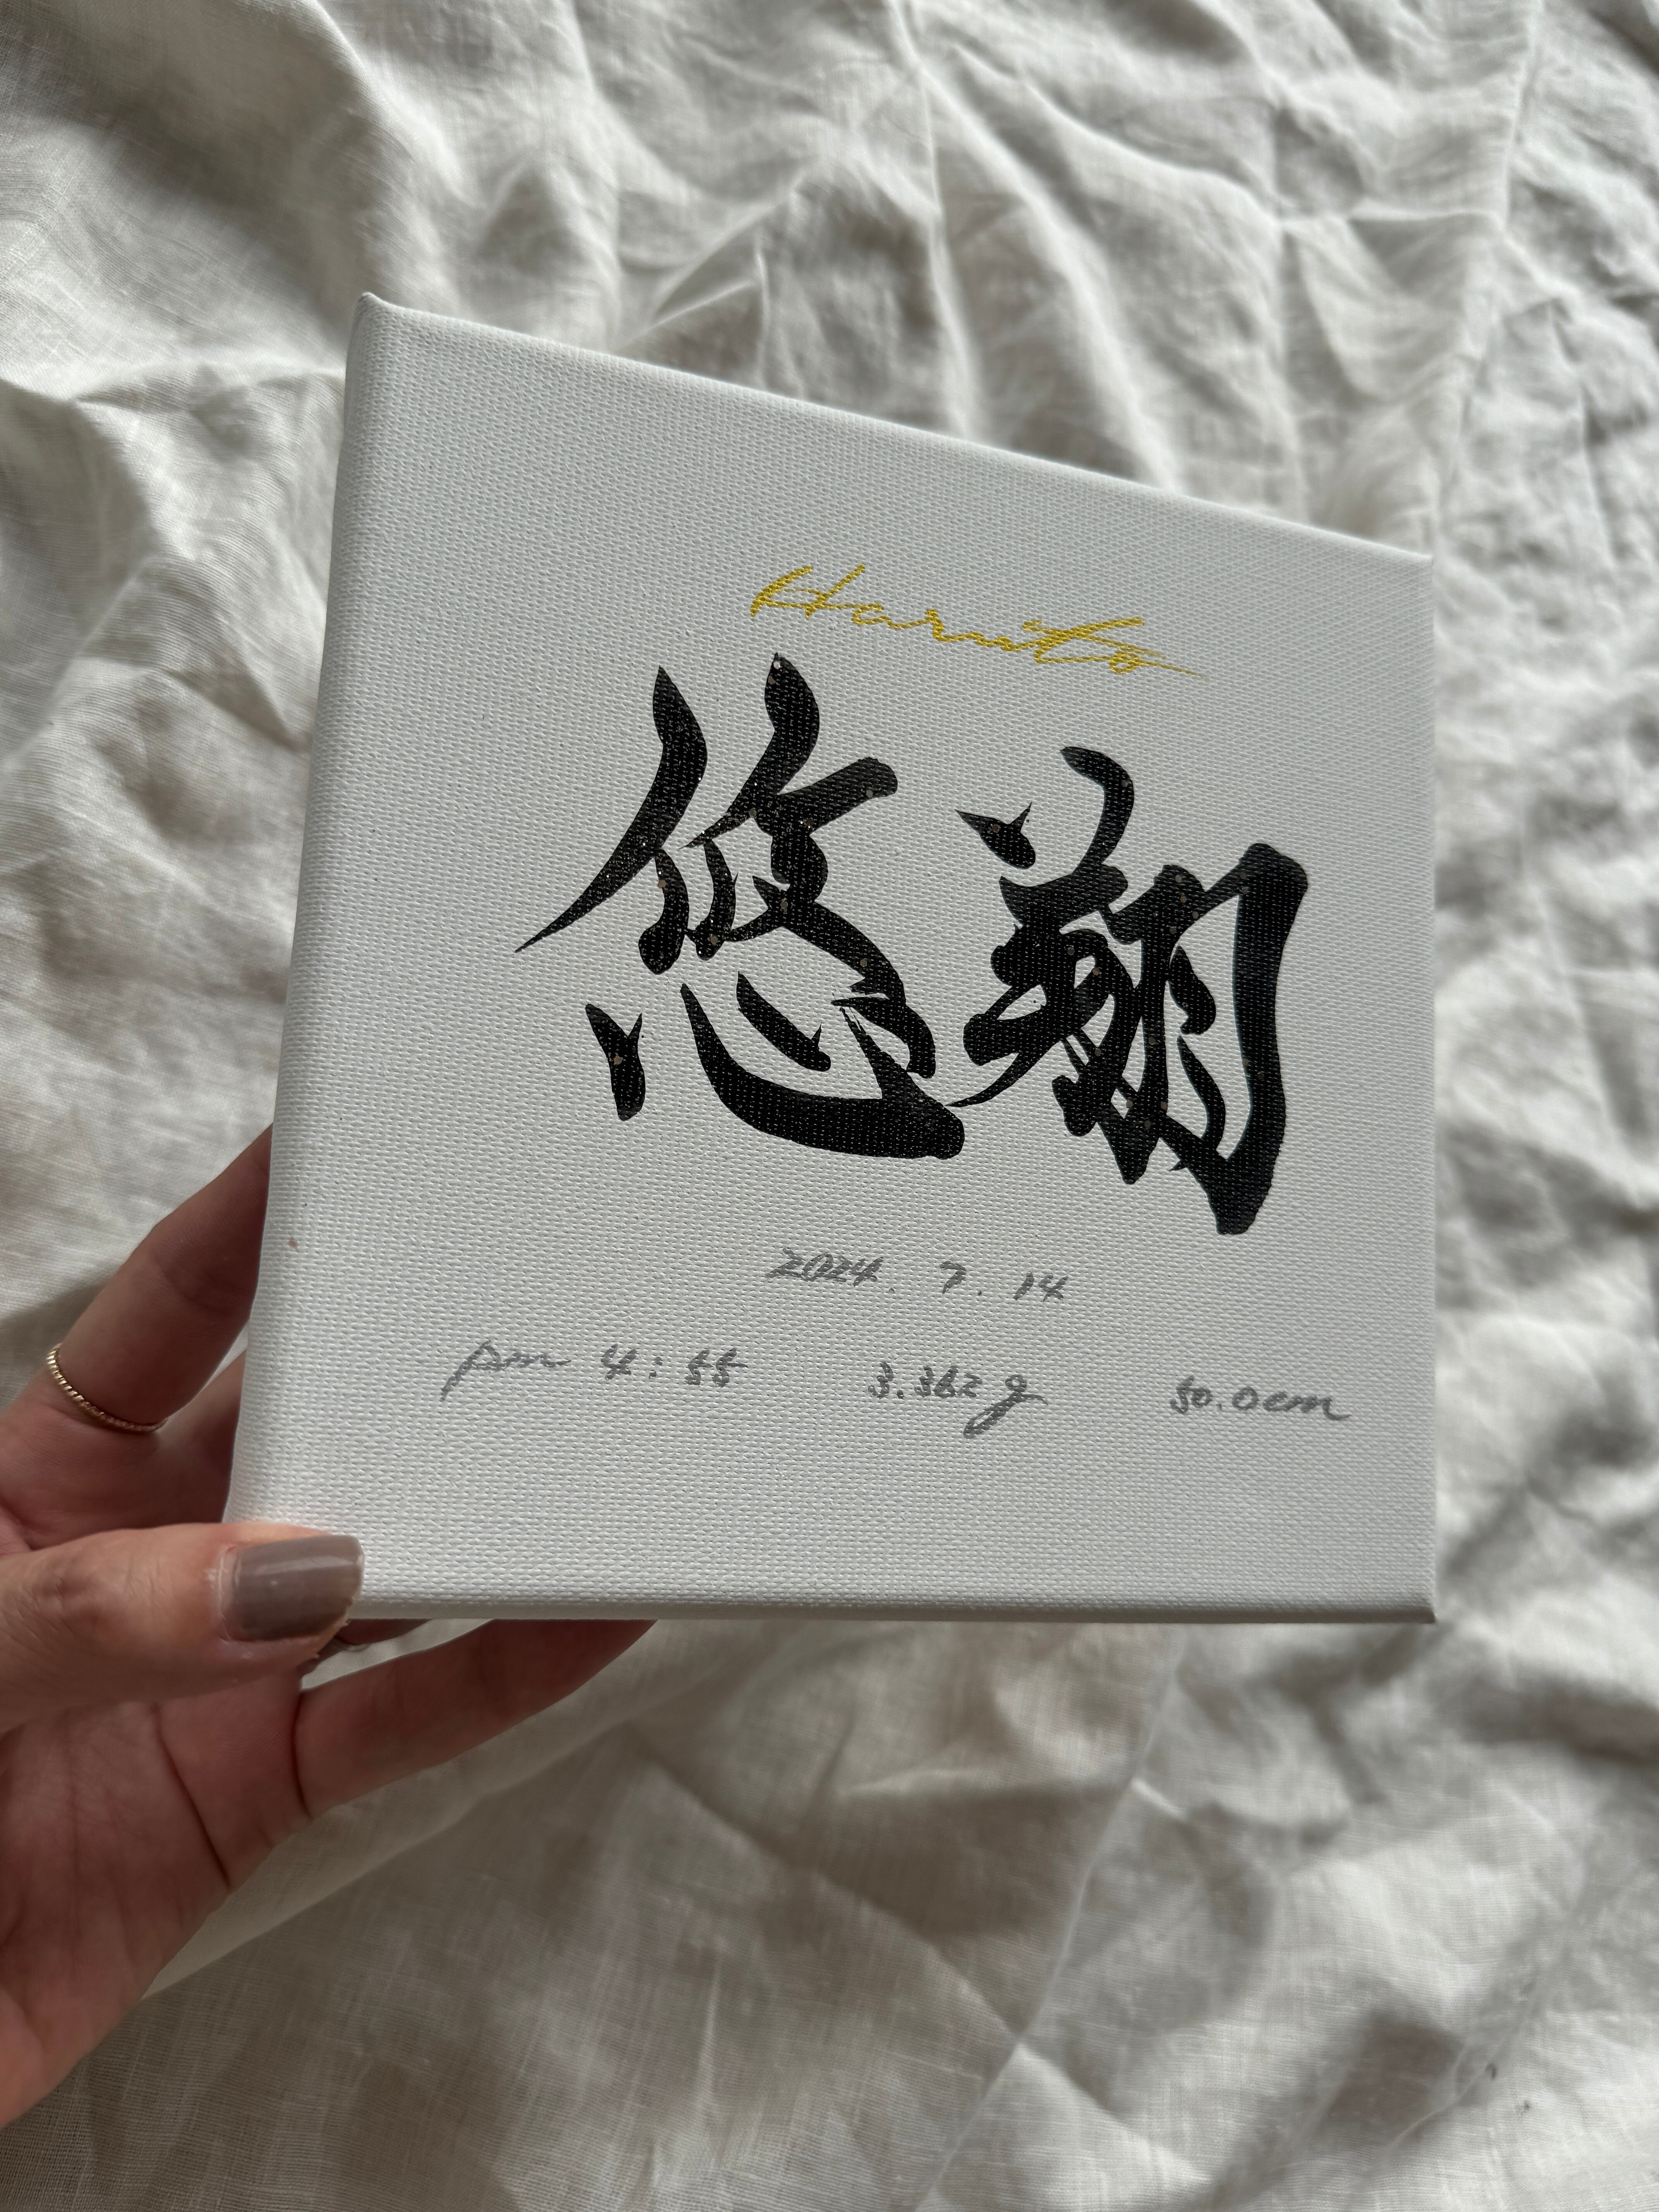 Haruto
悠翔
2024. 7. 14
pm 4:55 3.362g 50.0cm